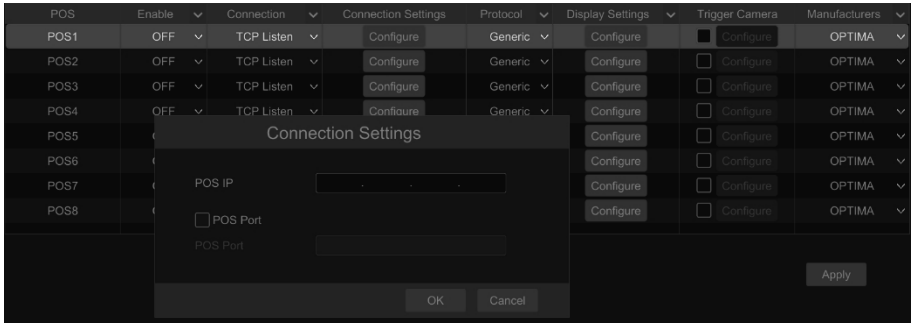 POS Enable Connection Connection Settings Protocol Display Settings Trigger Camera Manufacturers
POS1 OFF TCP Listen Configure Generic Configure Configure OPTIMA
POS2 OFF TCP Listen Configure Generic Configure Configure OPTIMA
POS3 OFF TCP Listen Configure Generic Configure Configure OPTIMA
POS4 OFF TCP Listen Configure Generic Configure Configure OPTIMA
POS5 Configure Configure OPTIMA
POS6 Configure Configure OPTIMA
POS7 Configure Configure OPTIMA
POS8 Configure Configure OPTIMA
Connection Settings
POS IP . . .
POS Port
POS Port
OK Cancel
Apply